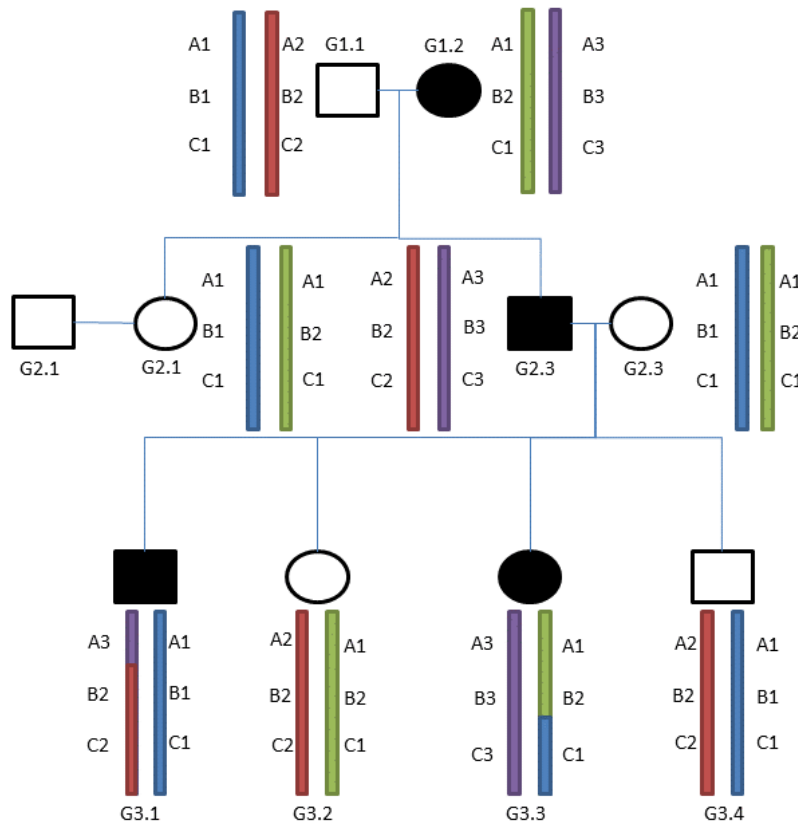 A1 A2 G1.1 G1.2 A1 A3
B1 B2 B2 B3
C1 C2 C1 C3
A1 A1 A2 A3 A1 A1
B1 B2 B2 B3 B1 B2
C1 C1 C2 C3 C1 C1
G2.1 G2.1 G2.3 G2.3
A3 A1 A2 A1 A3 A1 A2 A1
B2 B1 B2 B2 B3 B2 B2 B1
C2 C1 C2 C1 C3 C1 C2 C1
G3.1 G3.2 G3.3 G3.4